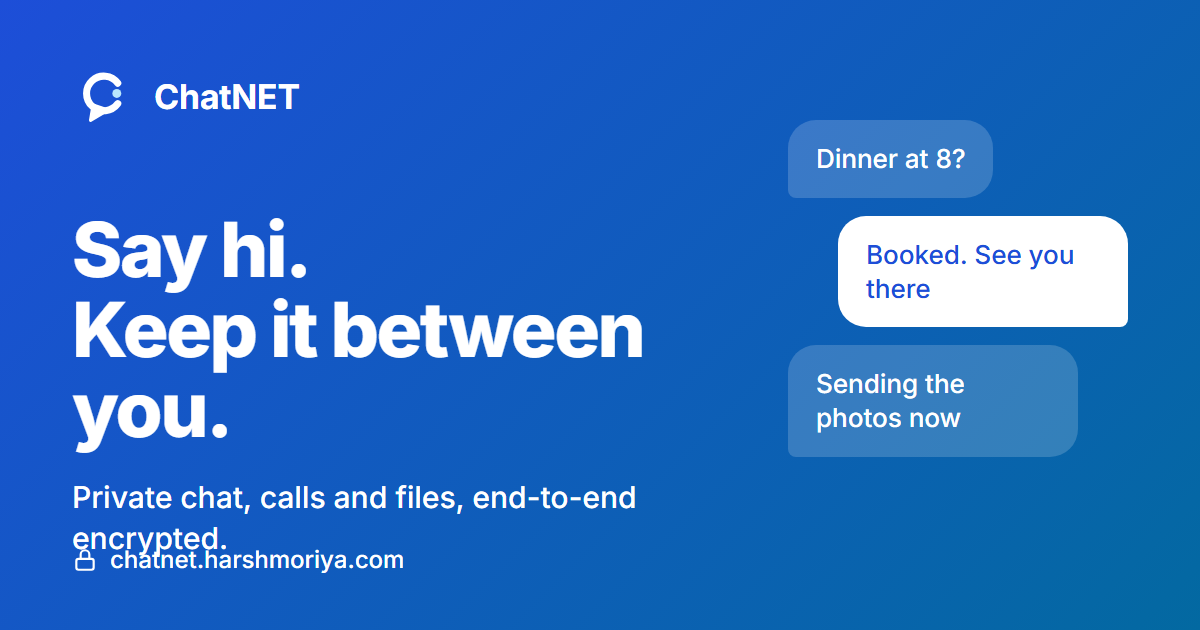 ChatNET
Say hi.
Keep it between
you.
Private chat, calls and files, end-to-end
encrypted.
chatnet.harshmoriya.com
Dinner at 8?
Booked. See you
there
Sending the
photos now